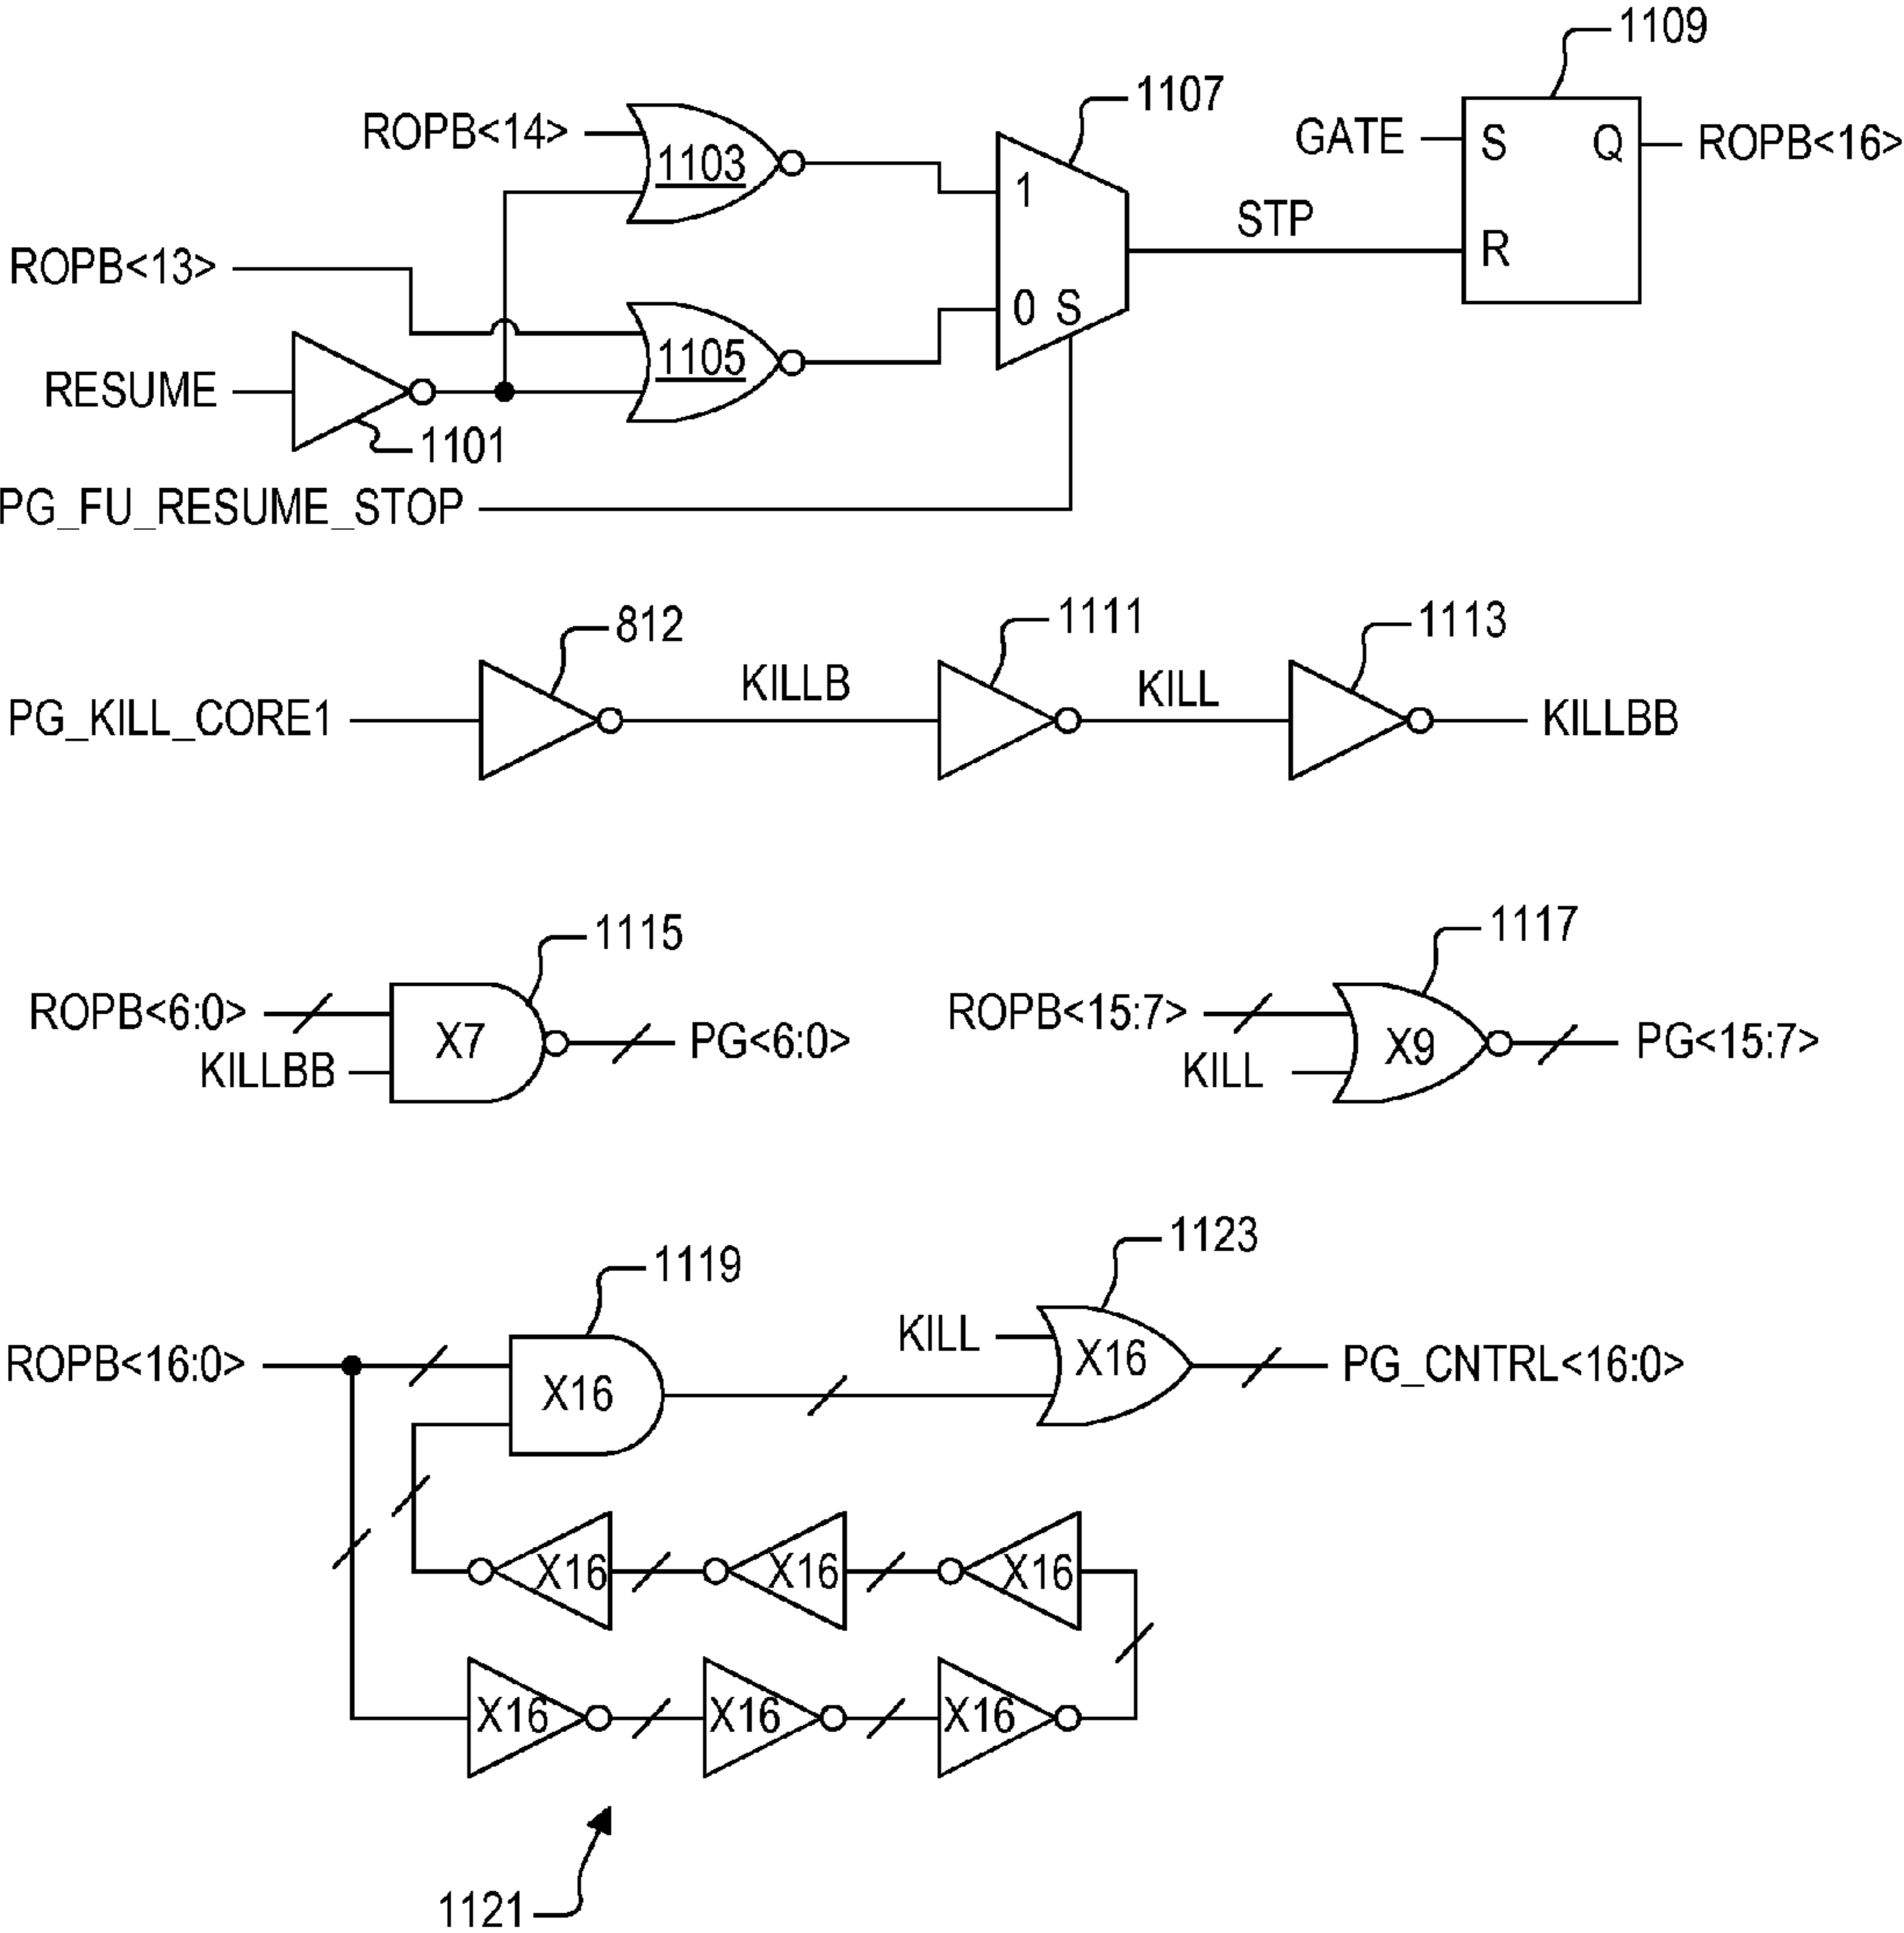 1109
1107
ROPB<14>
1103
GATE
S
Q
ROPB<16>
1
STP
R
ROPB<13>
0 S
1105
RESUME
1101
PG_FU_RESUME_STOP
812
1111
1113
PG_KILL_CORE1
KILLB
KILL
KILLBB
1115
1117
ROPB<6:0>
X7
PG<6:0>
KILLBB
ROPB<15:7>
X9
PG<15:7>
KILL
1119
1123
ROPB<16:0>
X16
KILL
X16
PG_CNTRL<16:0>
X16
X16
X16
X16
X16
X16
1121